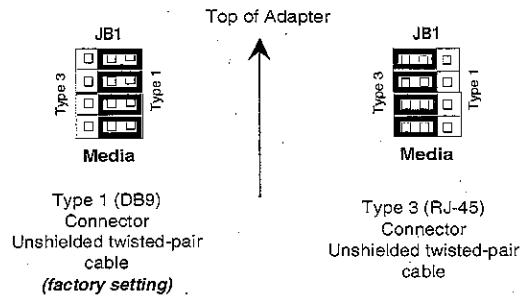 Top of Adapter
JB1
Type 3
Type 1
Media
Type 1 (DB9)
Connector
Unshielded twisted-pair
cable
(factory setting)
JB1
Type 3
Type 1
Media
Type 3 (RJ-45)
Connector
Unshielded twisted-pair
cable